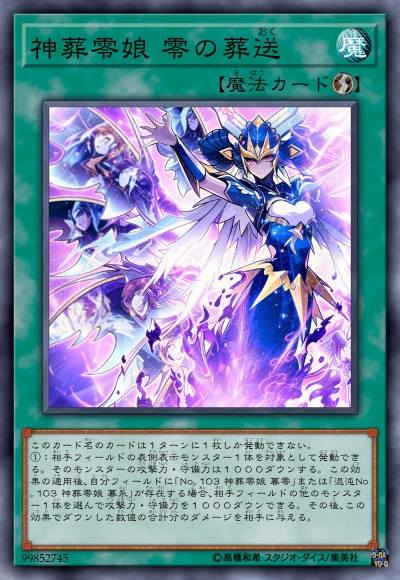 神葬零娘 零の葬送
おく
魔
まほう
【魔法カード】
このカード名のカードは1ターンに1枚しか発動できない。
①:相手フィールドの表側表示モンスター1体を対象として発動でき
る。そのモンスターの攻撃力・守備力は1000ダウンする。この効
果の適用後、自分フィールドに「No. 103 神葬零娘 暮零」または「混沌No.
103 神葬零娘 暮氷」が存在する場合、相手フィールドの他のモンス
ター1体を選んで攻撃力・守備力を1000ダウンできる。その後、この
効果でダウンした数値の合計分のダメージを相手に与える。
99852745
©高橋和希 スタジオ・ダイス/集英社